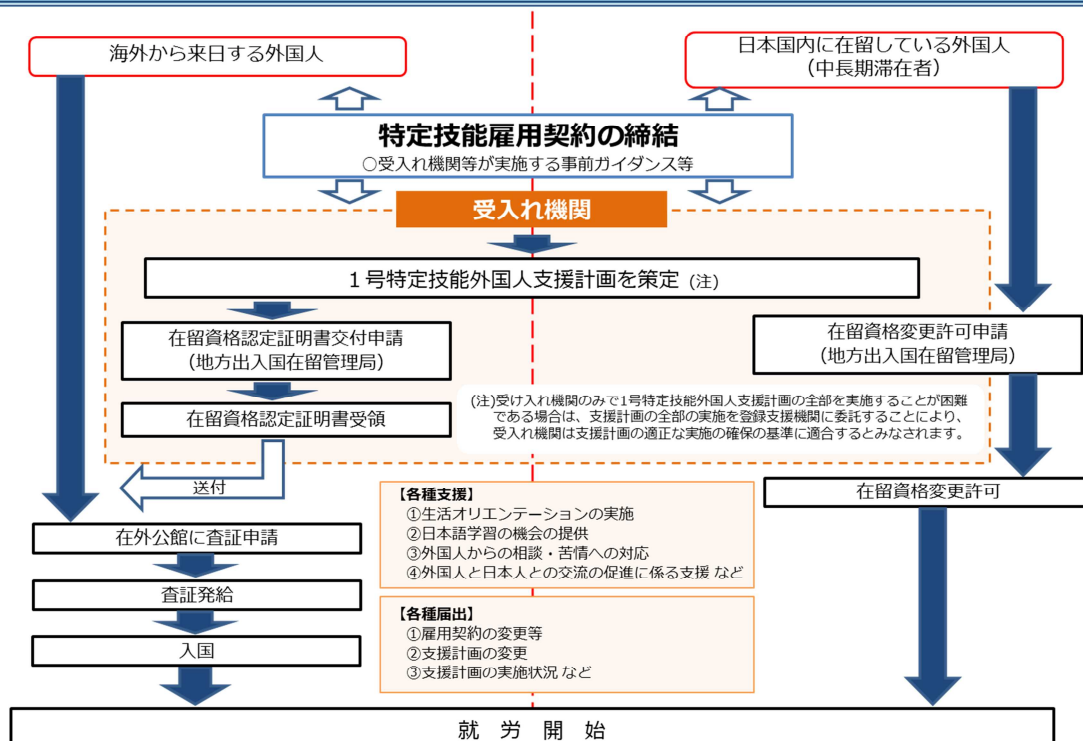 海外から来日する外国人
日本国内に在留している外国人
（中長期滞在者）
特定技能雇用契約の締結
○受入れ機関等が実施する事前ガイダンス等
受入れ機関
１号特定技能外国人支援計画を策定 (注)
在留資格認定証明書交付申請
（地方出入国在留管理局）
在留資格変更許可申請
（地方出入国在留管理局）
在留資格認定証明書受領
(注)受け入れ機関のみで1号特定技能外国人支援計画の全部を実施することが困難
である場合は、支援計画の全部の実施を登録支援機関に委託することにより、
受入れ機関は支援計画の適正な実施の確保の基準に適合するとみなされます。
送付
在留資格変更許可
【各種支援】
①生活オリエンテーションの実施
②日本語学習の機会の提供
③外国人からの相談・苦情への対応
④外国人と日本人との交流の促進に係る支援 など
在外公館に査証申請
査証発給
入国
【各種届出】
①雇用契約の変更等
②支援計画の変更
③支援計画の実施状況 など
就 労 開 始